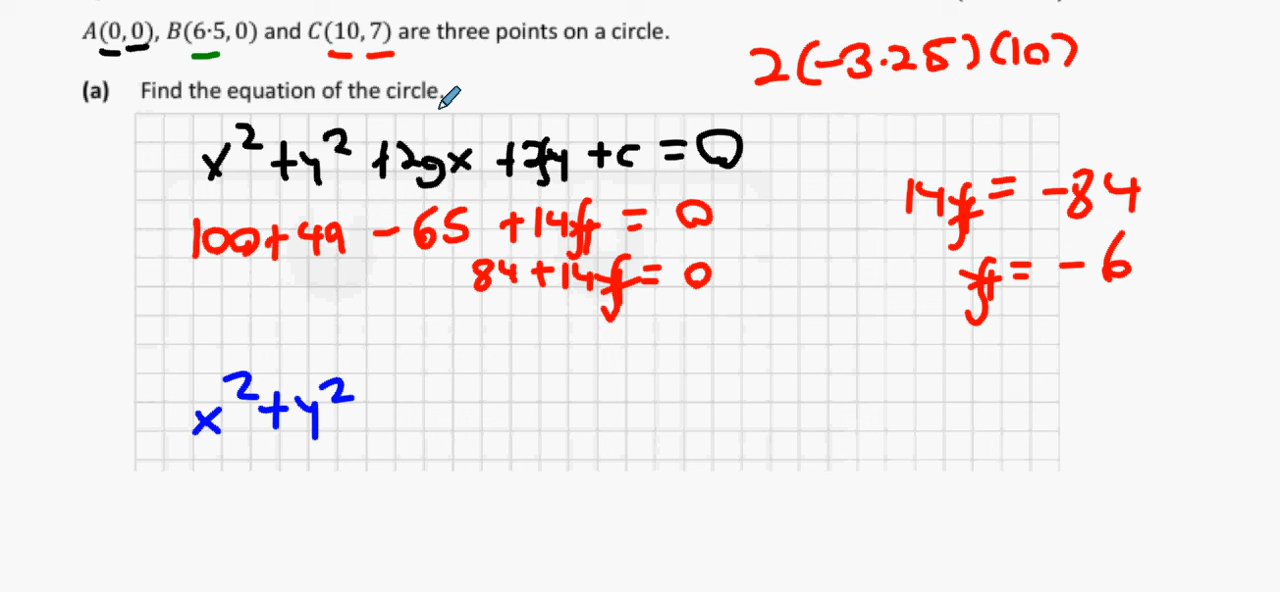 A(0,0), B(6·5,0) and C(10,7) are three points on a circle.
2(-3.25)(10)
(a) Find the equation of the circle.
x² + y² + 2gx + 2fy + c = 0
14f = -84
100 + 49 - 65 + 14f = 0
84 + 14f = 0
f = -6
x² + y²